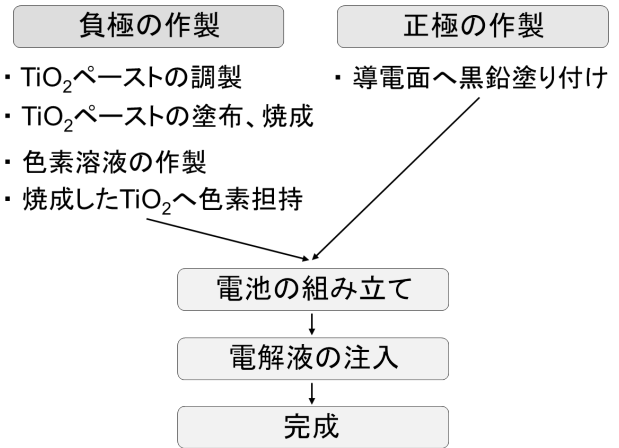 負極の作製
・TiO2ペーストの調製
・TiO2ペーストの塗布、焼成
・色素溶液の作製
・焼成したTiO2へ色素担持
正極の作製
・導電面へ黒鉛塗り付け
電池の組み立て
電解液の注入
完成